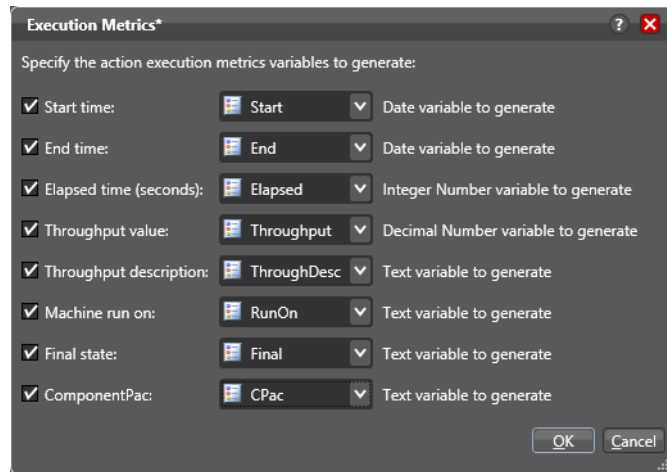 Execution Metrics*
?
Specify the action execution metrics variables to generate:
Start time: Start Date variable to generate
End time: End Date variable to generate
Elapsed time (seconds): Elapsed Integer Number variable to generate
Throughput value: Throughput Decimal Number variable to generate
Throughput description: ThroughDesc Text variable to generate
Machine run on: RunOn Text variable to generate
Final state: Final Text variable to generate
ComponentPac: CPac Text variable to generate
OK Cancel